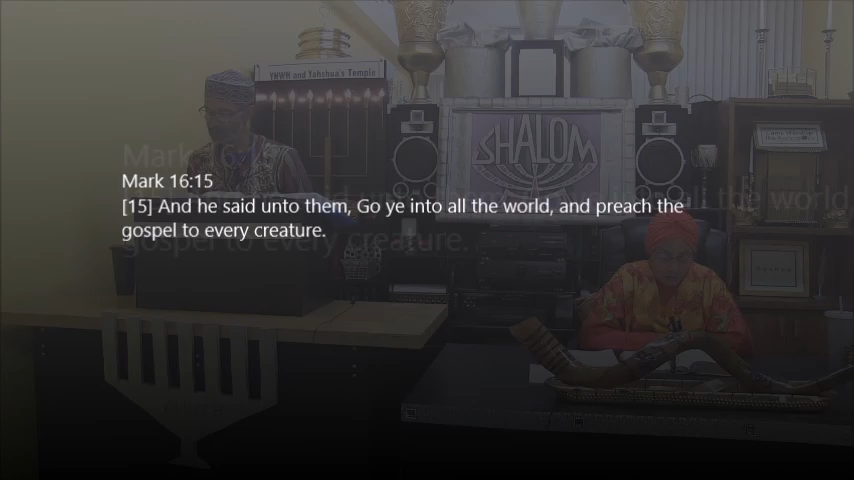 YHWH and Yahshua's Temple
SHALOM
Mark 16:15
[15] And he said unto them, Go ye into all the world, and preach the
gospel to every creature.